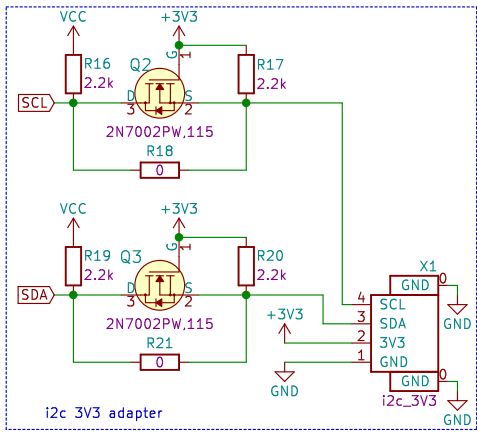 VCC +3V3
R16 2.2k
Q2
G 1
R17 2.2k
SCL
D 3
S 2
2N7002PW,115
R18
0
VCC +3V3
R19 2.2k
Q3
G 1
R20 2.2k
SDA
D 3
S 2
2N7002PW,115
R21
0
+3V3
GND
X1
GND 0
GND
4 SCL
3 SDA
2 3V3
1 GND
GND 0
i2c_3V3
GND
i2c 3V3 adapter